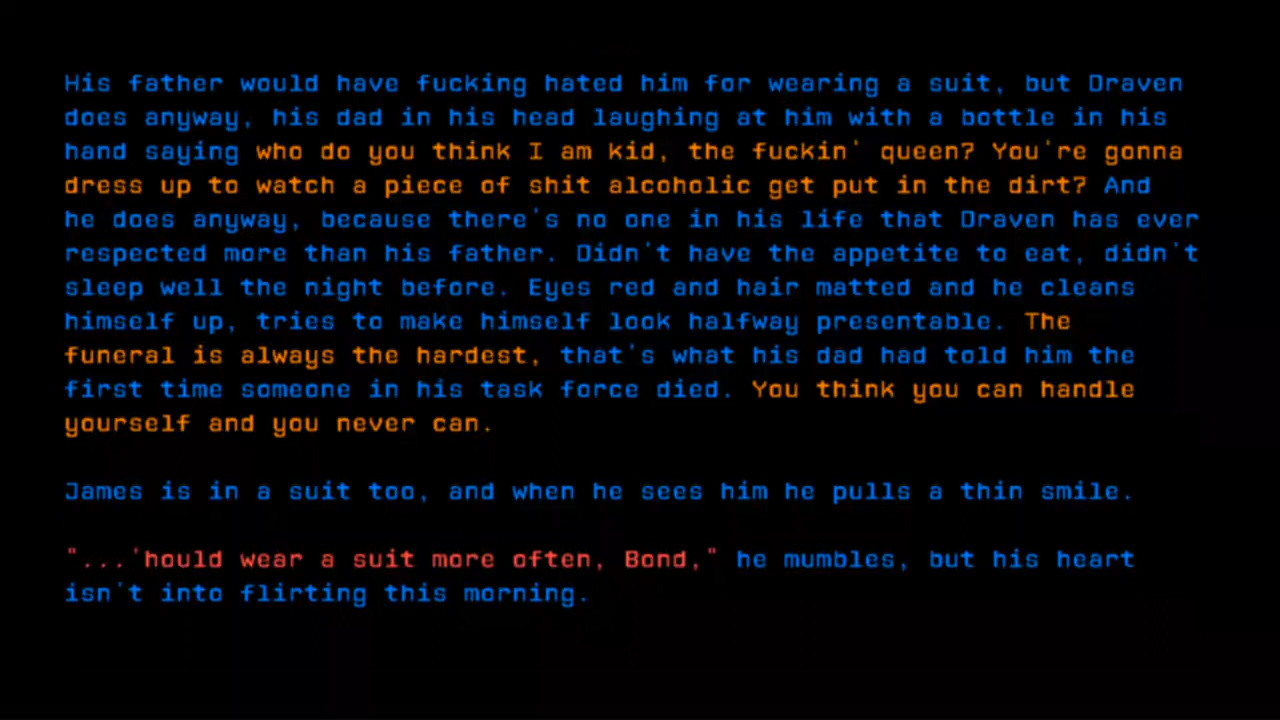 His father would have fucking hated him for wearing a suit, but Draven
does anyway, his dad in his head laughing at him with a bottle in his
hand saying who do you think I am kid, the fuckin' queen? You're gonna
dress up to watch a piece of shit alcoholic get put in the dirt? And
he does anyway, because there's no one in his life that Draven has ever
respected more than his father. Didn't have the appetite to eat, didn't
sleep well the night before. Eyes red and hair matted and he cleans
himself up, tries to make himself look halfway presentable. The
funeral is always the hardest, that's what his dad had told him the
first time someone in his task force died. You think you can handle
yourself and you never can.
James is in a suit too, and when he sees him he pulls a thin smile.
"...'hould wear a suit more often, Bond," he mumbles, but his heart
isn't into flirting this morning.